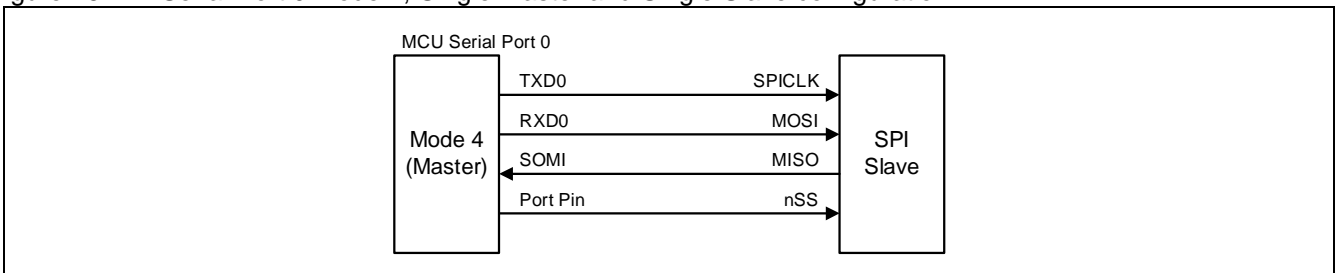 MCU Serial Port 0
TXD0 SPICLK
RXD0 MOSI
Mode 4
(Master)
SPI
Slave
SOMI MISO
Port Pin nSS